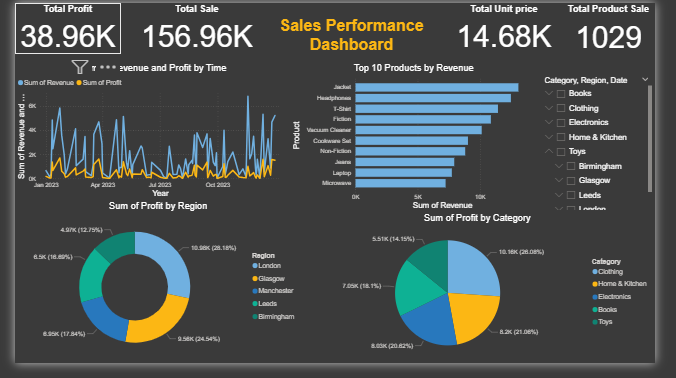 Total Profit
38.96K
Total Sale
156.96K
Sales Performance
Dashboard
Total Unit price
14.68K
Total Product Sale
1029
evenue and Profit by Time
Sum of Revenue Sum of Profit
Sum of Revenue and ...
6K
4K
2K
0K
Jan 2023 Apr 2023 Jul 2023 Oct 2023
Year
Top 10 Products by Revenue
Product
Jacket
Headphones
T-Shirt
Fiction
Vacuum Cleaner
Cookware Set
Non-Fiction
Jeans
Laptop
Microwave
0K 5K 10K
Sum of Revenue
Category, Region, Date
Books
Clothing
Electronics
Home & Kitchen
Toys
Birmingham
Glasgow
Leeds
London
Sum of Profit by Region
4.97K (12.75%)
10.98K (28.18%)
6.5K (16.69%)
6.95K (17.84%)
9.56K (24.54%)
Region
London
Glasgow
Manchester
Leeds
Birmingham
Sum of Profit by Category
5.51K (14.15%)
10.16K (26.08%)
7.05K (18.1%)
8.03K (20.62%)
8.2K (21.06%)
Category
Clothing
Home & Kitchen
Electronics
Books
Toys